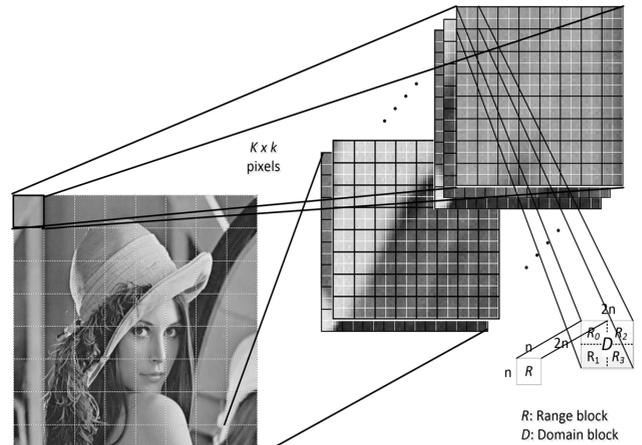 K x k
pixels
2n
R0 R2
D
R1 R3
n
2n
n
R
R: Range block
D: Domain block